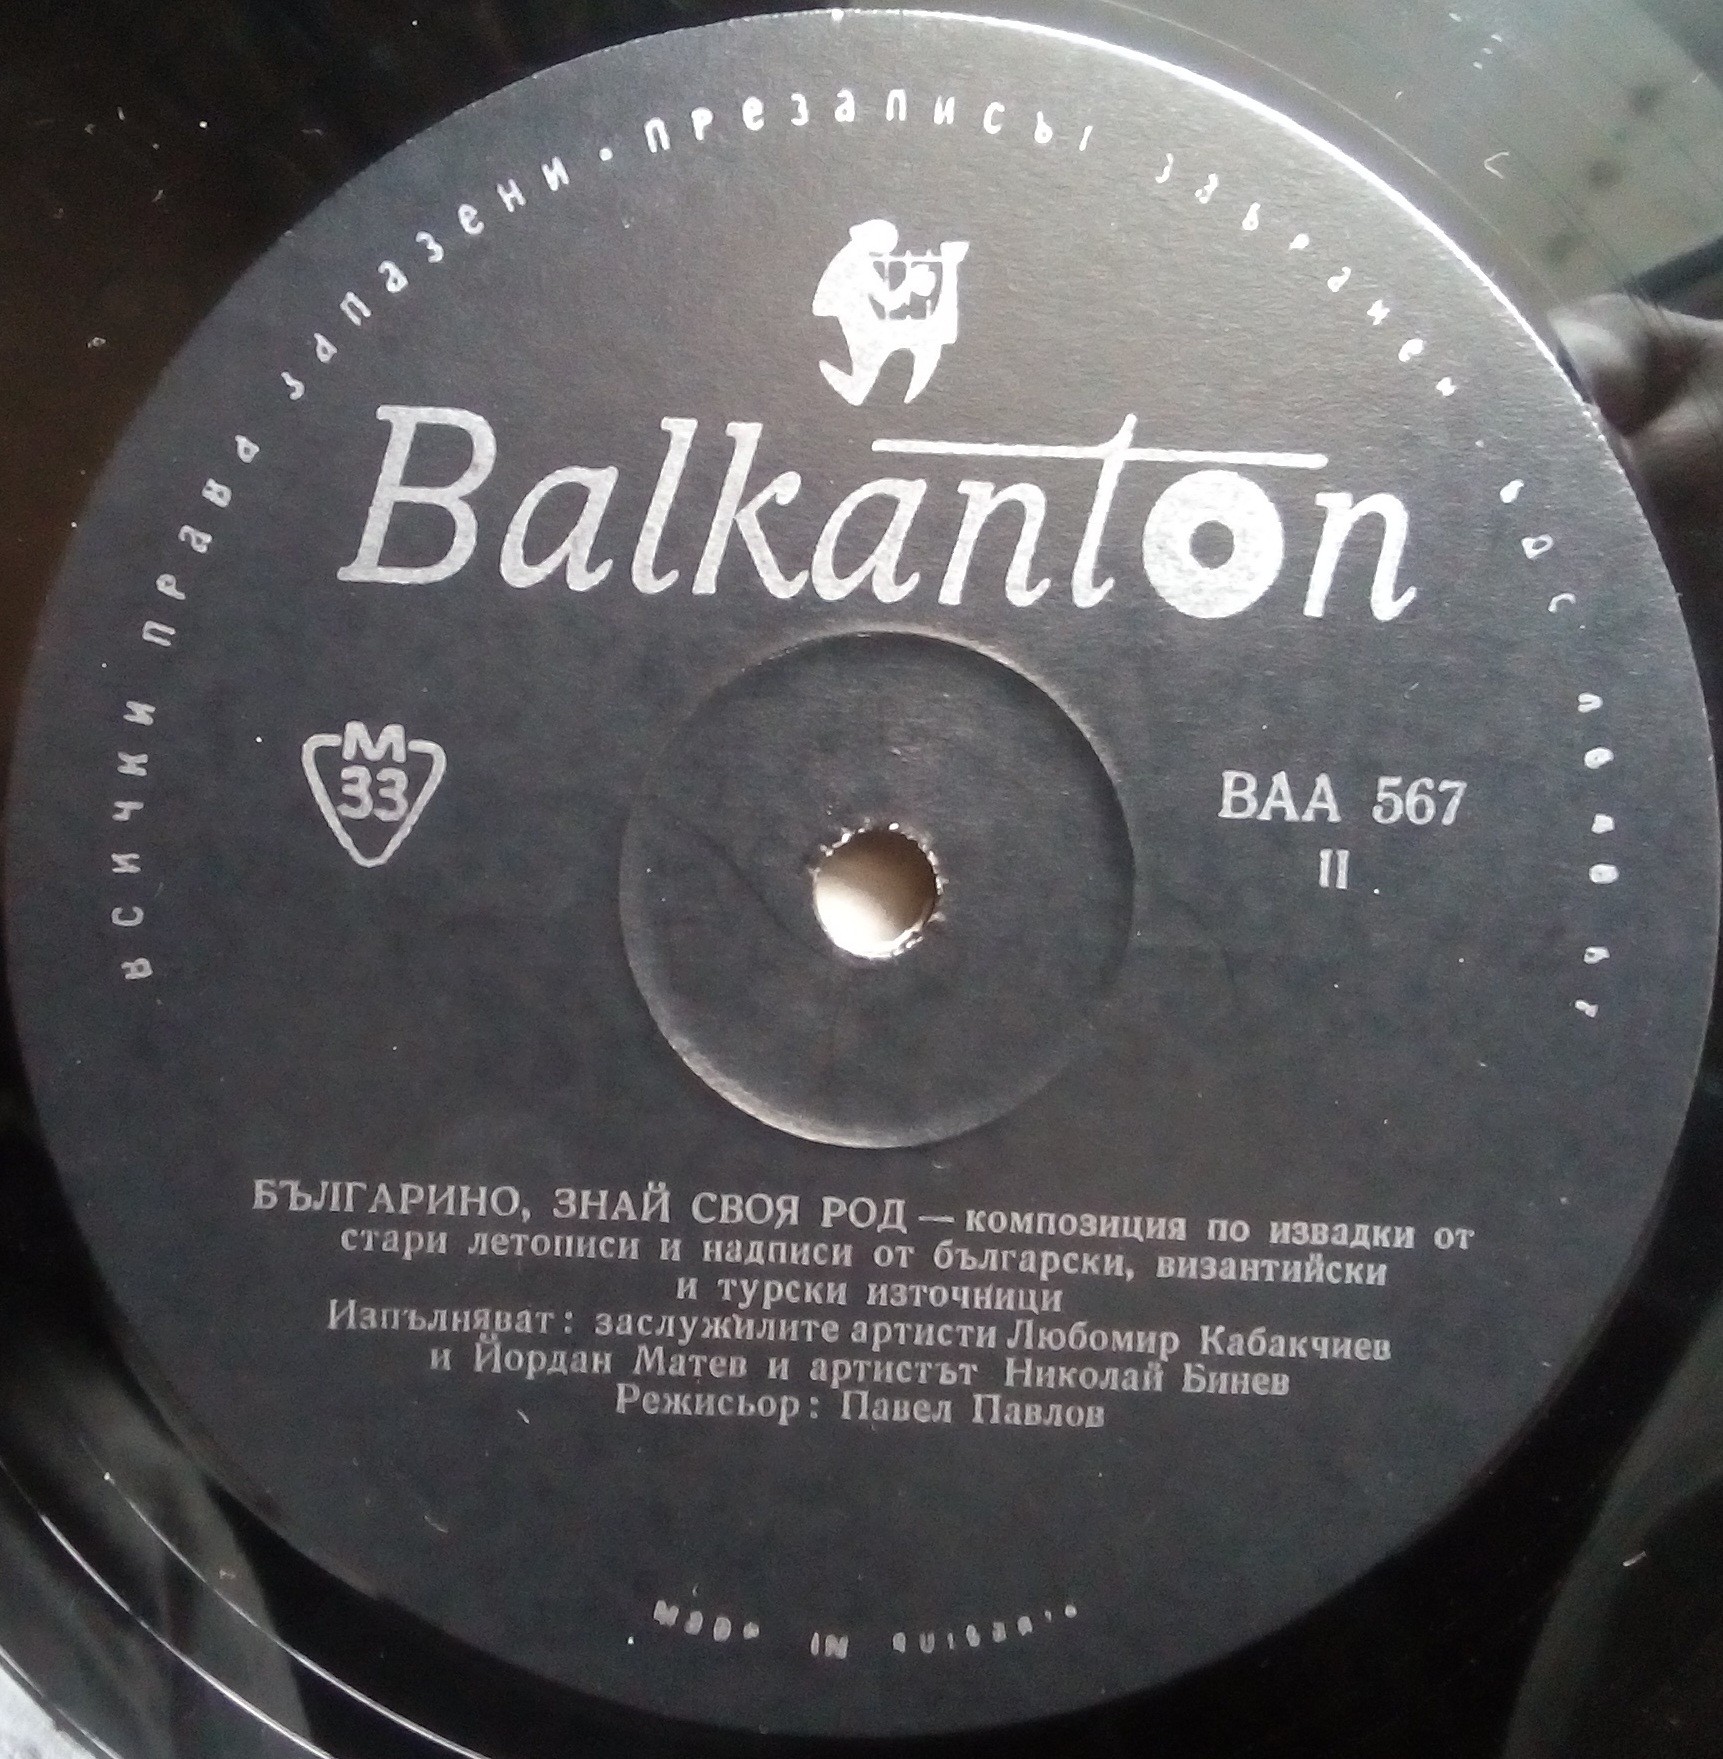 всички права запазени · презаписът забранен
Balkanton
М
33
ВАА 567
II
БЪЛГАРИНО, ЗНАЙ СВОЯ РОД — композиция по извадки от
стари летописи и надписи от български, византийски
и турски източници
Изпълняват: заслужилите артисти Любомир Кабакчиев
и Йордан Матев и артистът Николай Бинев
Режисьор: Павел Павлов
MADE IN